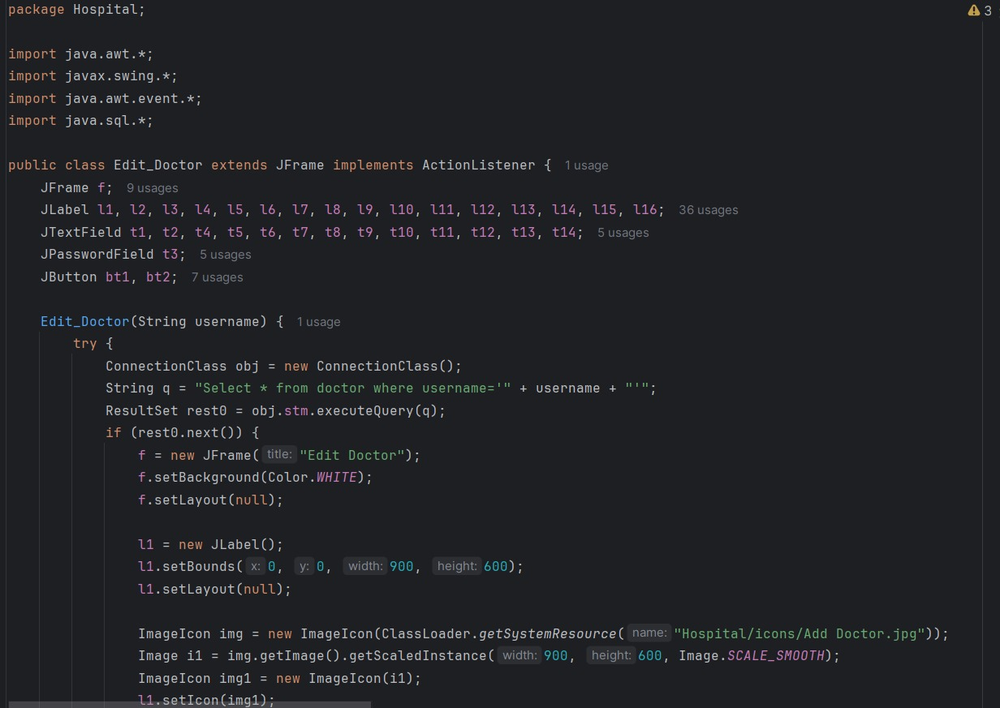 package Hospital;
3
import java.awt.*;
import javax.swing.*;
import java.awt.event.*;
import java.sql.*;
public class Edit_Doctor extends JFrame implements ActionListener { 1 usage
JFrame f; 9 usages
JLabel l1, l2, l3, l4, l5, l6, l7, l8, l9, l10, l11, l12, l13, l14, l15, l16; 36 usages
JTextField t1, t2, t4, t5, t6, t7, t8, t9, t10, t11, t12, t13, t14; 5 usages
JPasswordField t3; 5 usages
JButton bt1, bt2; 7 usages
Edit_Doctor(String username) { 1 usage
try {
ConnectionClass obj = new ConnectionClass();
String q = "Select * from doctor where username='" + username + "'";
ResultSet rest0 = obj.stm.executeQuery(q);
if (rest0.next()) {
f = new JFrame( title: "Edit Doctor");
f.setBackground(Color.WHITE);
f.setLayout(null);
l1 = new JLabel();
l1.setBounds( x: 0, y: 0, width: 900, height: 600);
l1.setLayout(null);
ImageIcon img = new ImageIcon(ClassLoader.getSystemResource( name: "Hospital/icons/Add Doctor.jpg"));
Image i1 = img.getImage().getScaledInstance( width: 900, height: 600, Image.SCALE_SMOOTH);
ImageIcon img1 = new ImageIcon(i1);
l1.setIcon(img1);